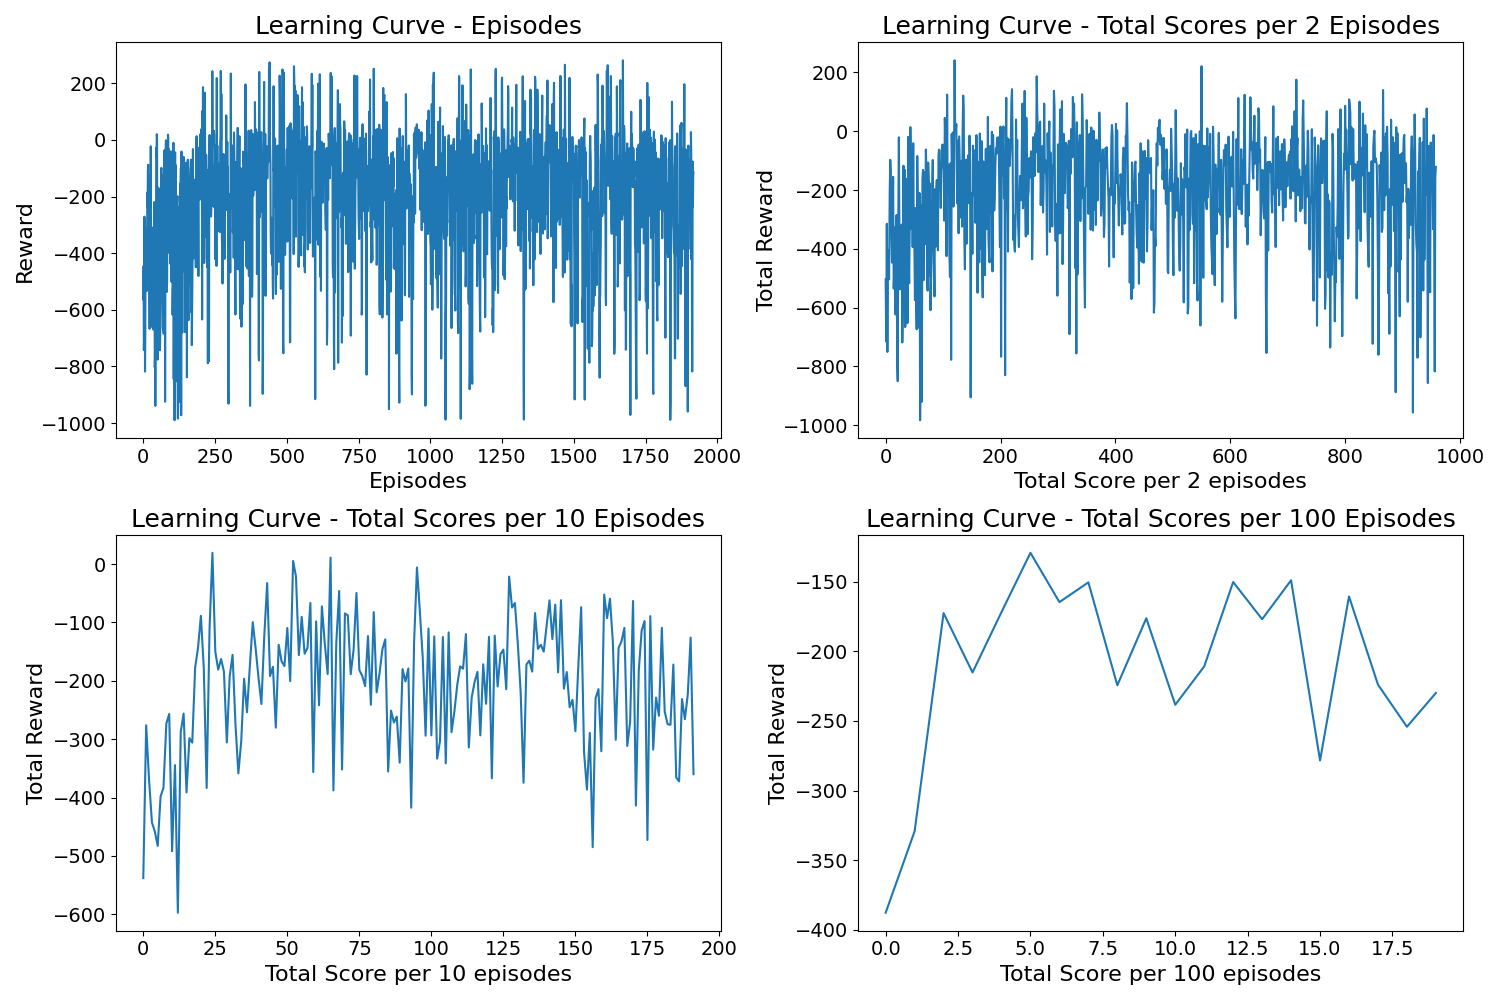 Learning Curve - Episodes
Reward
200
0
−200
−400
−600
−800
−1000
0 250 500 750 1000 1250 1500 1750 2000
Episodes
Learning Curve - Total Scores per 2 Episodes
Total Reward
200
0
−200
−400
−600
−800
−1000
0 200 400 600 800 1000
Total Score per 2 episodes
Learning Curve - Total Scores per 10 Episodes
Total Reward
0
−100
−200
−300
−400
−500
−600
0 25 50 75 100 125 150 175 200
Total Score per 10 episodes
Learning Curve - Total Scores per 100 Episodes
Total Reward
−150
−200
−250
−300
−350
−400
0.0 2.5 5.0 7.5 10.0 12.5 15.0 17.5
Total Score per 100 episodes